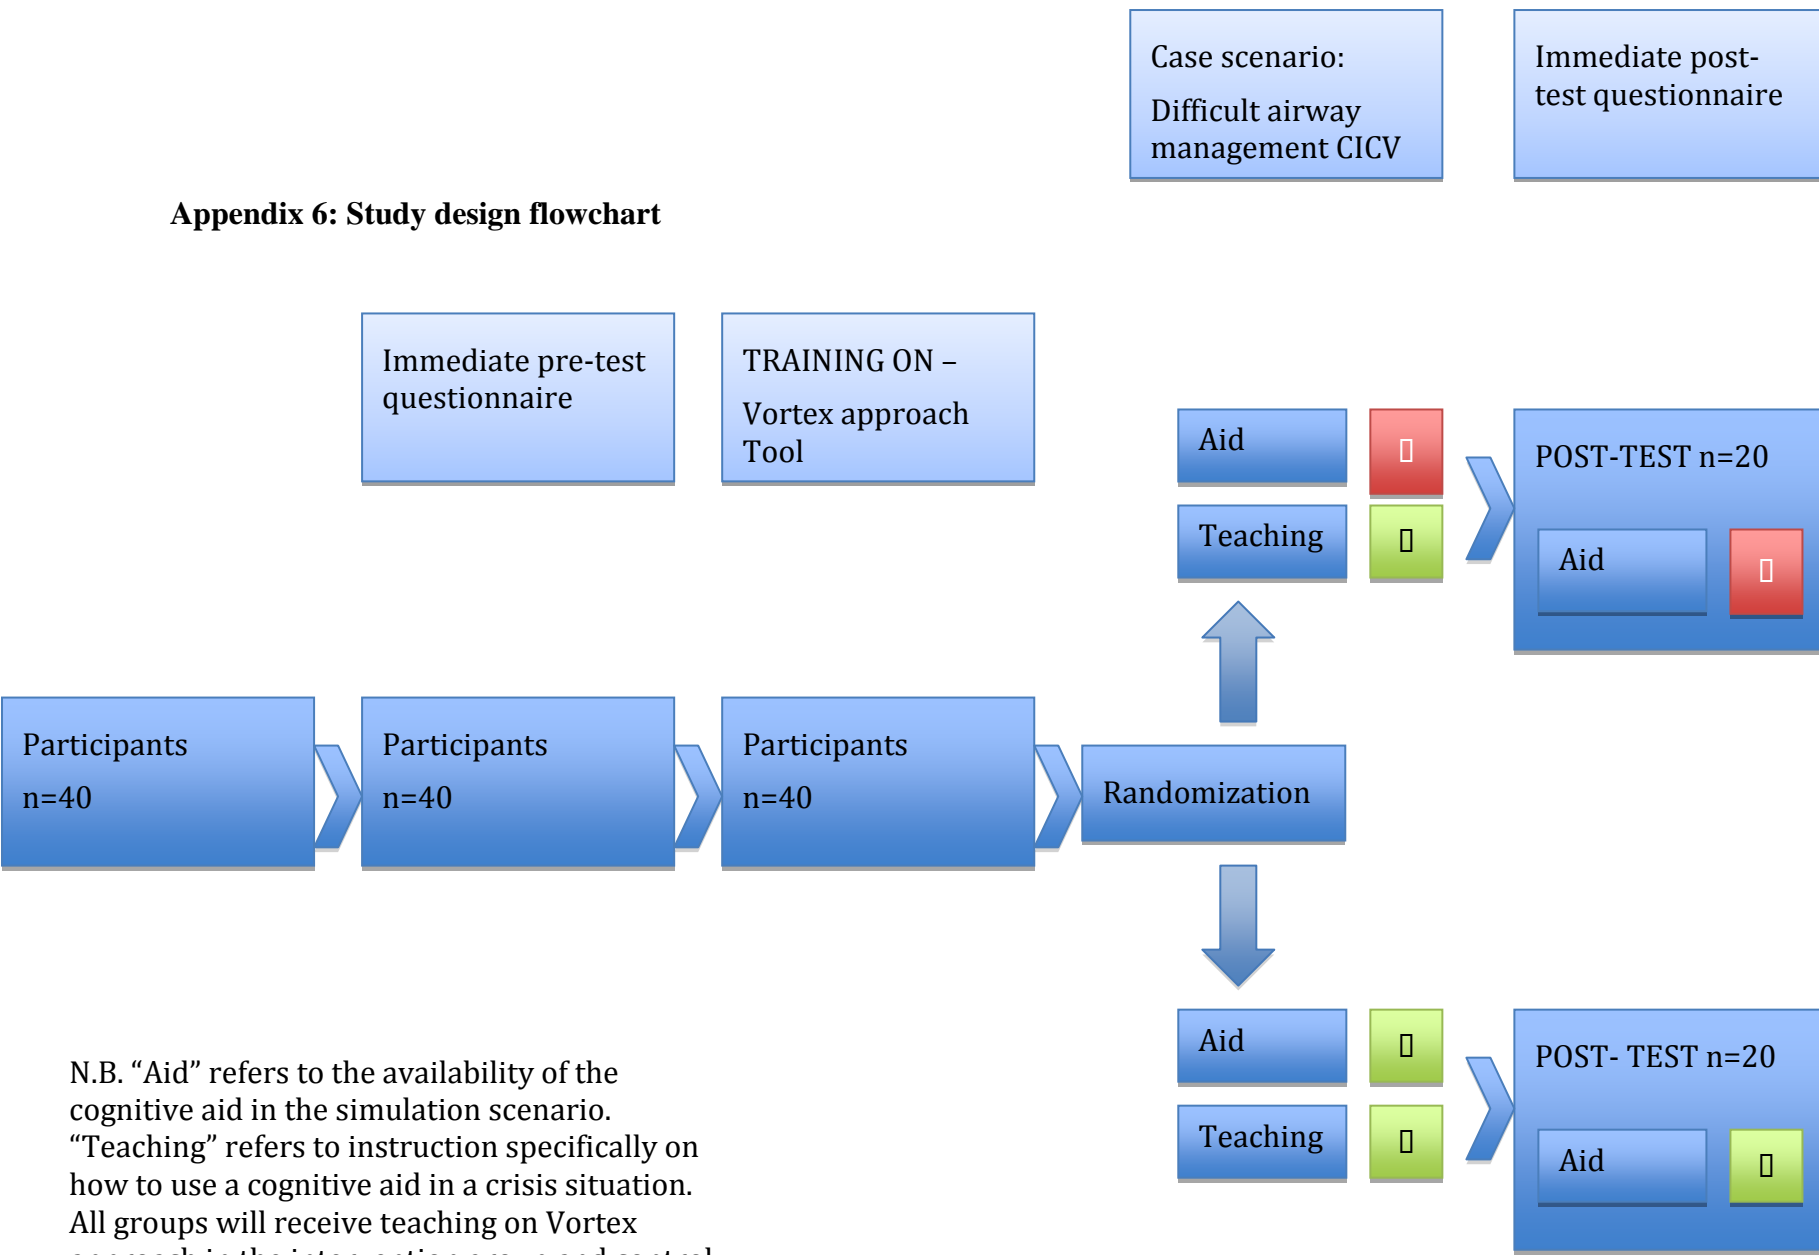 Case scenario:
Difficult airway
management CICV
Immediate post-
test questionnaire
Appendix 6: Study design flowchart
Immediate pre-test
questionnaire
TRAINING ON –
Vortex approach
Tool
Aid
Teaching
POST-TEST n=20
Aid
Participants
n=40
Participants
n=40
Participants
n=40
Randomization
Aid
Teaching
POST- TEST n=20
Aid
N.B. “Aid” refers to the availability of the
cognitive aid in the simulation scenario.
“Teaching” refers to instruction specifically on
how to use a cognitive aid in a crisis situation.
All groups will receive teaching on Vortex